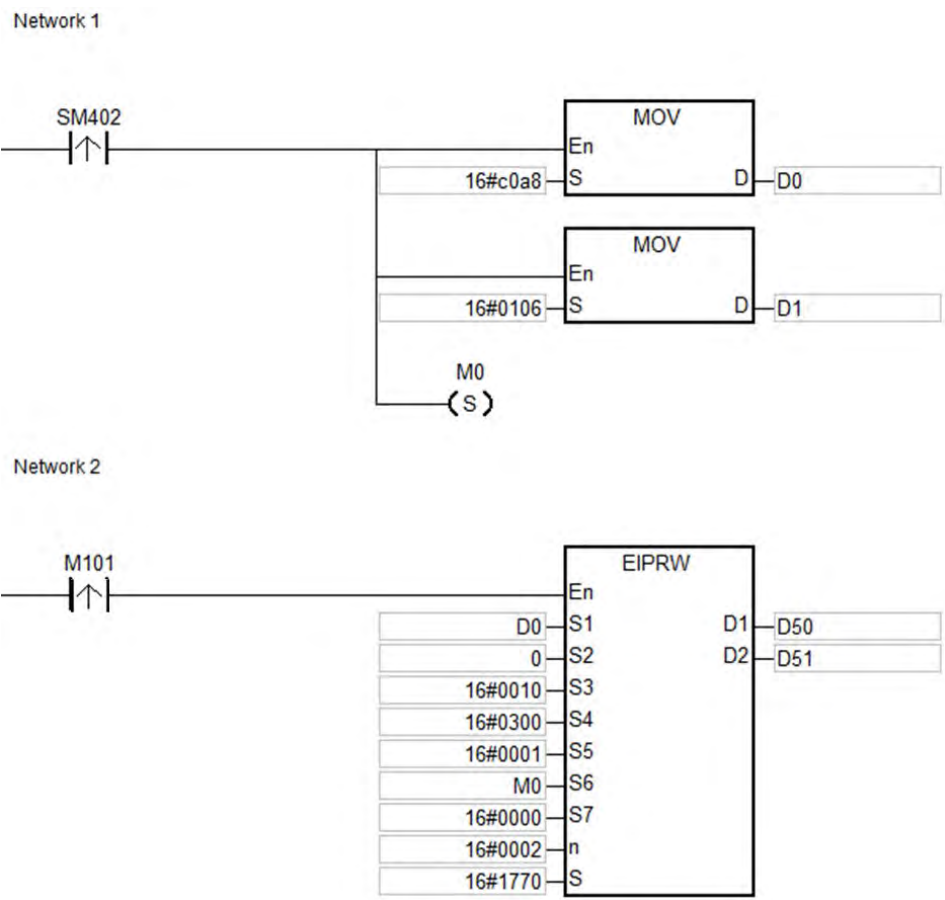 Network 1
SM402
MOV
En
16#c0a8 S D D0
MOV
En
16#0106 S D D1
M0
S
Network 2
M101
EIPRW
En
D0 S1 D1 D50
0 S2 D2 D51
16#0010 S3
16#0300 S4
16#0001 S5
M0 S6
16#0000 S7
16#0002 n
16#1770 S